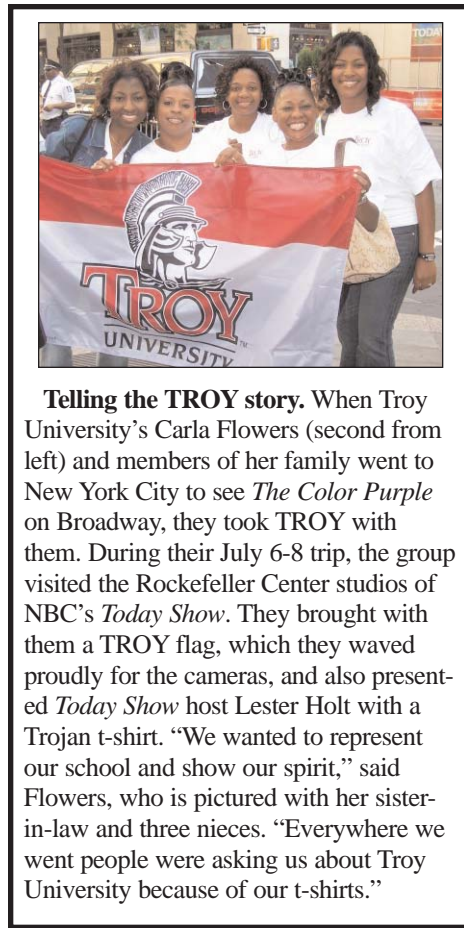 TODAY
TROY
TROY
UNIVERSITY
TM
Telling the TROY story. When Troy
University’s Carla Flowers (second from
left) and members of her family went to
New York City to see The Color Purple
on Broadway, they took TROY with
them. During their July 6-8 trip, the group
visited the Rockefeller Center studios of
NBC’s Today Show. They brought with
them a TROY flag, which they waved
proudly for the cameras, and also present-
ed Today Show host Lester Holt with a
Trojan t-shirt. “We wanted to represent
our school and show our spirit,” said
Flowers, who is pictured with her sister-
in-law and three nieces. “Everywhere we
went people were asking us about Troy
University because of our t-shirts.”